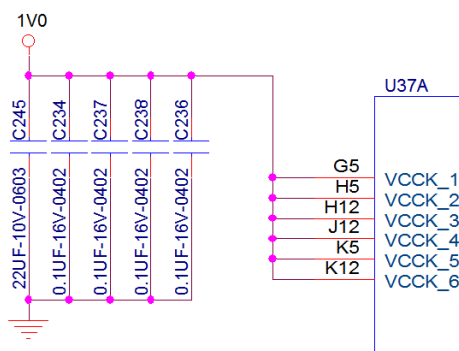 1V0
U37A
C245
C234
C237
C238
C236
22UF-10V-0603
0.1UF-16V-0402
0.1UF-16V-0402
0.1UF-16V-0402
0.1UF-16V-0402
G5 VCCK_1
H5 VCCK_2
H12 VCCK_3
J12 VCCK_4
K5 VCCK_5
K12 VCCK_6